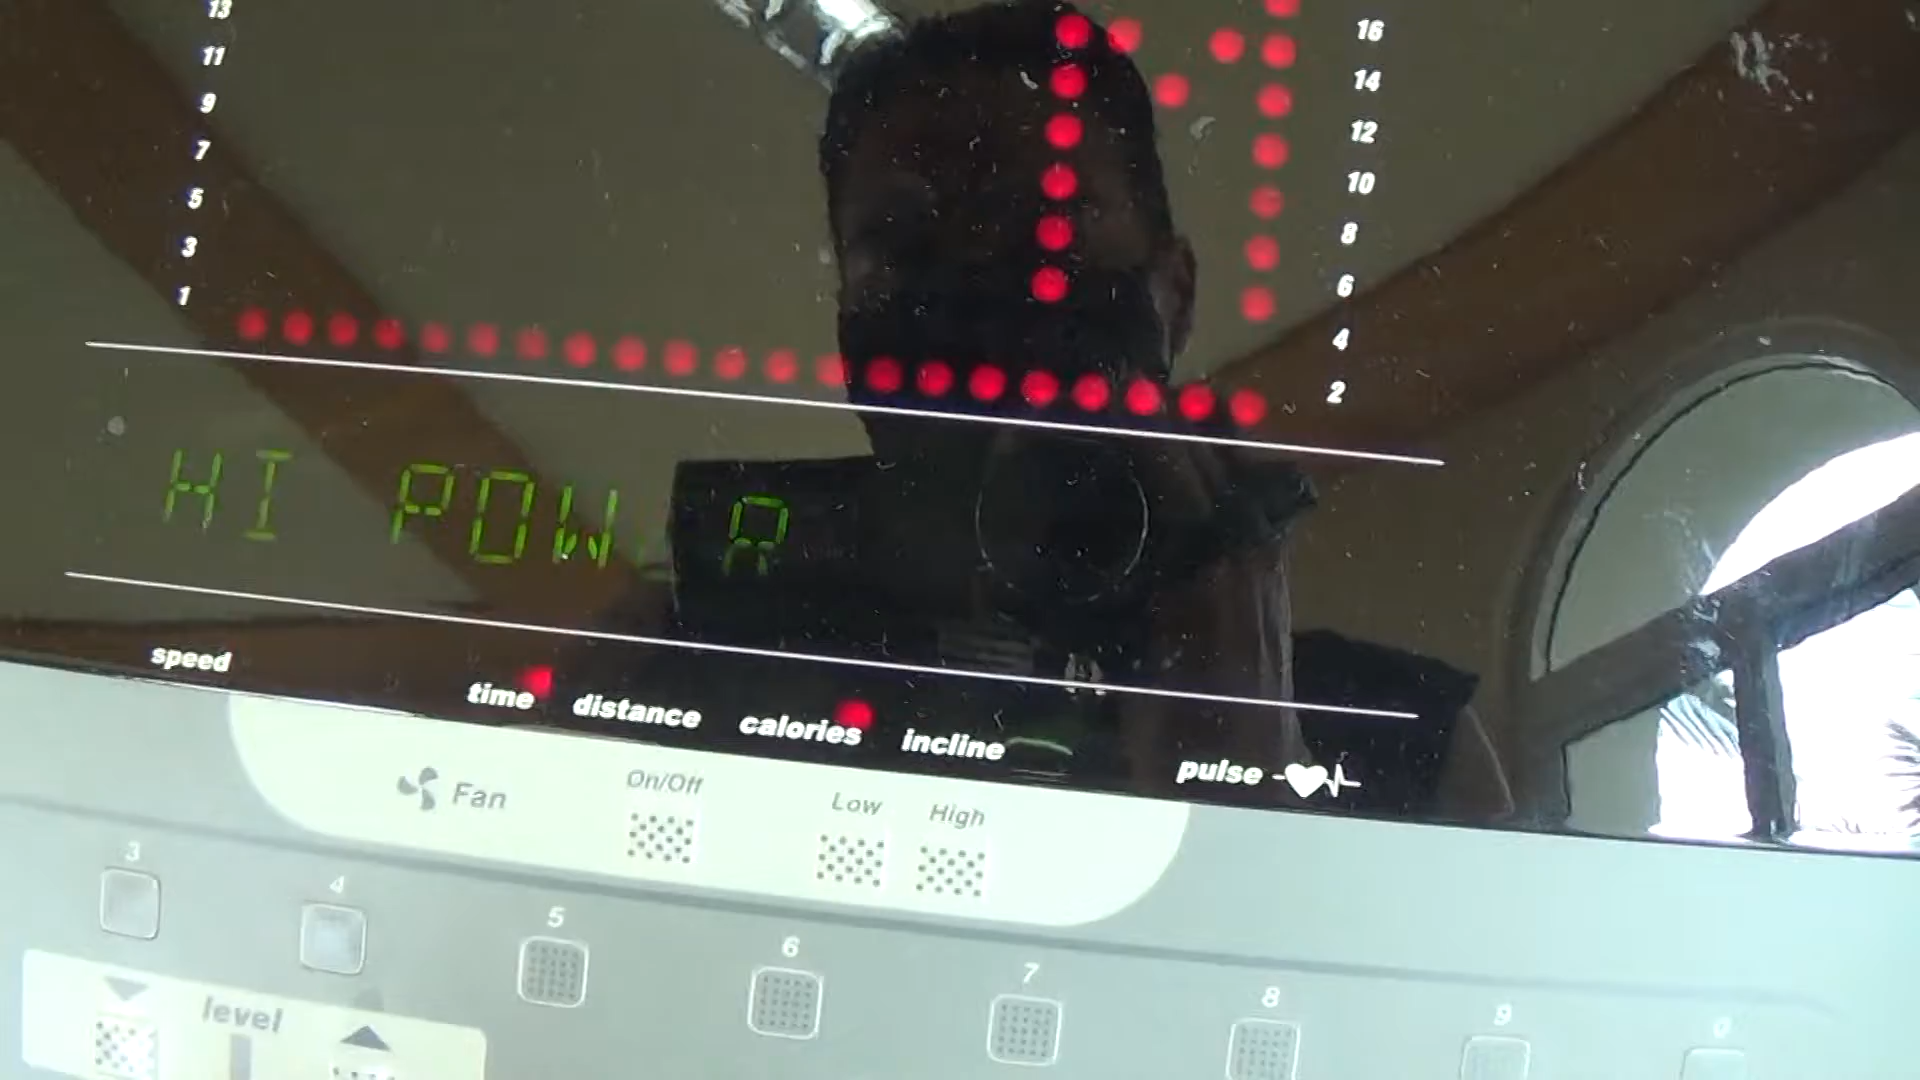 13 16
11 14
9 12
7 10
5 8
3 6
1 4
2
HI POWER
speed time distance calories incline pulse
Fan On/Off Low High
3 4 5 6 7 8 9 0
level